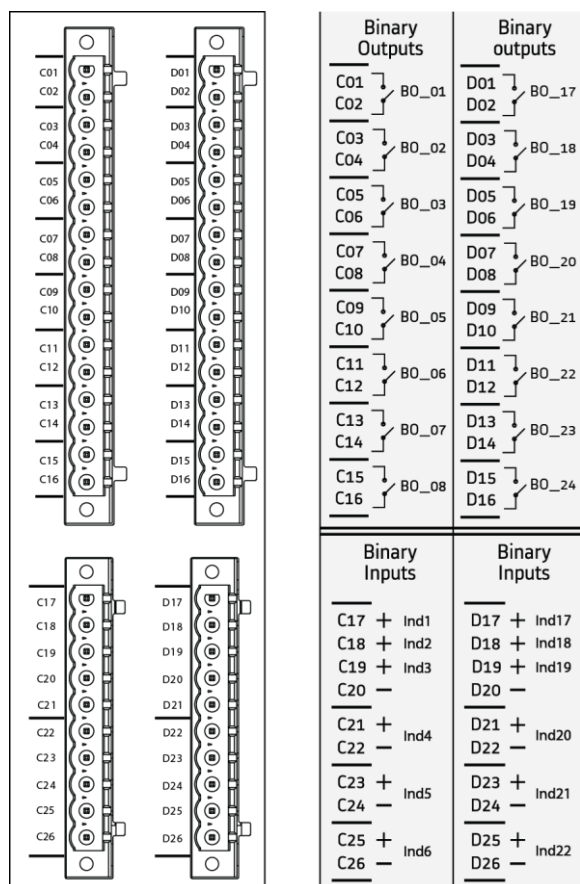 C01
C02
C03
C04
C05
C06
C07
C08
C09
C10
C11
C12
C13
C14
C15
C16
D01
D02
D03
D04
D05
D06
D07
D08
D09
D10
D11
D12
D13
D14
D15
D16
C17
C18
C19
C20
C21
C22
C23
C24
C25
C26
D17
D18
D19
D20
D21
D22
D23
D24
D25
D26
Binary
Outputs
C01
C02 BO_01
C03
C04 BO_02
C05
C06 BO_03
C07
C08 BO_04
C09
C10 BO_05
C11
C12 BO_06
C13
C14 BO_07
C15
C16 BO_08
Binary
outputs
D01
D02 BO_17
D03
D04 BO_18
D05
D06 BO_19
D07
D08 BO_20
D09
D10 BO_21
D11
D12 BO_22
D13
D14 BO_23
D15
D16 BO_24
Binary
Inputs
C17 + Ind1
C18 + Ind2
C19 + Ind3
C20 –
C21 +
Ind4
C22 –
C23 +
Ind5
C24 –
C25 +
Ind6
C26 –
Binary
Inputs
D17 + Ind17
D18 + Ind18
D19 + Ind19
D20 –
D21 +
Ind20
D22 –
D23 +
Ind21
D24 –
D25 +
Ind22
D26 –